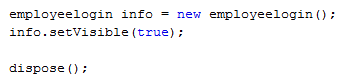 employeelogin info = new employeelogin();
info.setVisible(true);
dispose();